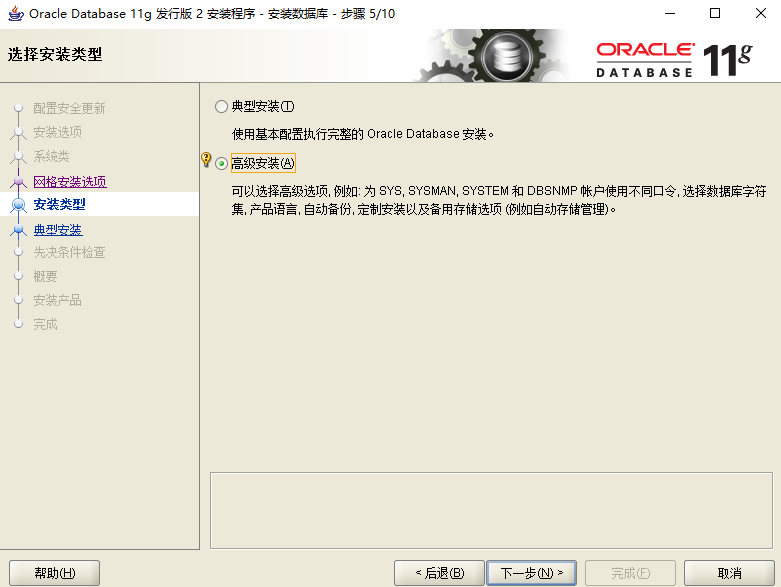 Oracle Database 11g 发行版 2 安装程序 - 安装数据库 - 步骤 5/10
选择安装类型
ORACLE
DATABASE
11g
配置安全更新
安装选项
系统类
网格安装选项
安装类型
典型安装
先决条件检查
概要
安装产品
完成
典型安装(T)
使用基本配置执行完整的 Oracle Database 安装。
高级安装(A)
可以选择高级选项, 例如: 为 SYS, SYSMAN, SYSTEM 和 DBSNMP 帐户使用不同口令, 选择数据库字符
集, 产品语言, 自动备份, 定制安装以及备用存储选项 (例如自动存储管理)。
帮助(H)
< 后退(B)
下一步(N) >
完成(F)
取消